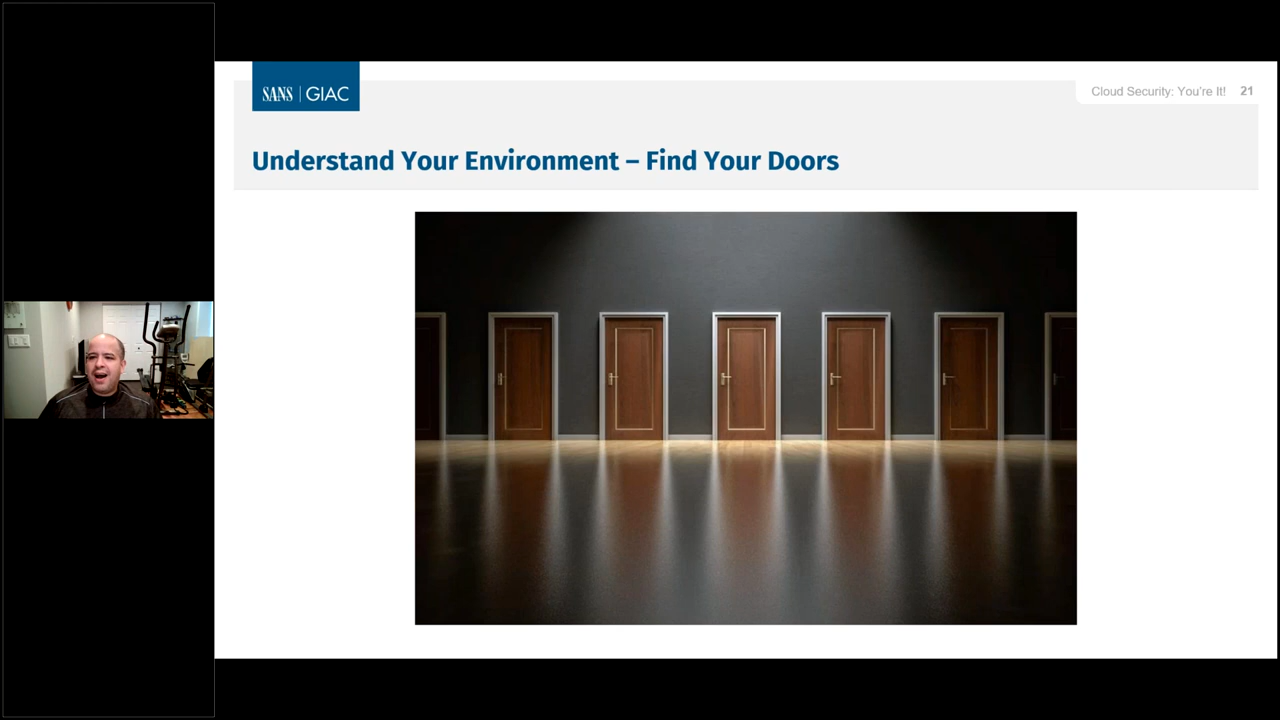 SANS | GIAC
Cloud Security: You're It! 21
Understand Your Environment – Find Your Doors